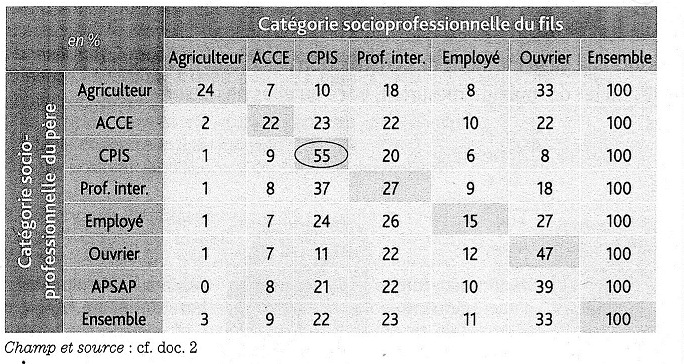 Catégorie socioprofessionnelle du fils
en %
Agriculteur ACCE CPIS Prof. inter. Employé Ouvrier Ensemble
Catégorie socio-
professionnelle du père
Agriculteur 24 7 10 18 8 33 100
ACCE 2 22 23 22 10 22 100
CPIS 1 9 55 20 6 8 100
Prof. inter. 1 8 37 27 9 18 100
Employé 1 7 24 26 15 27 100
Ouvrier 1 7 11 22 12 47 100
APSAP 0 8 21 22 10 39 100
Ensemble 3 9 22 23 11 33 100
Champ et source : cf. doc. 2